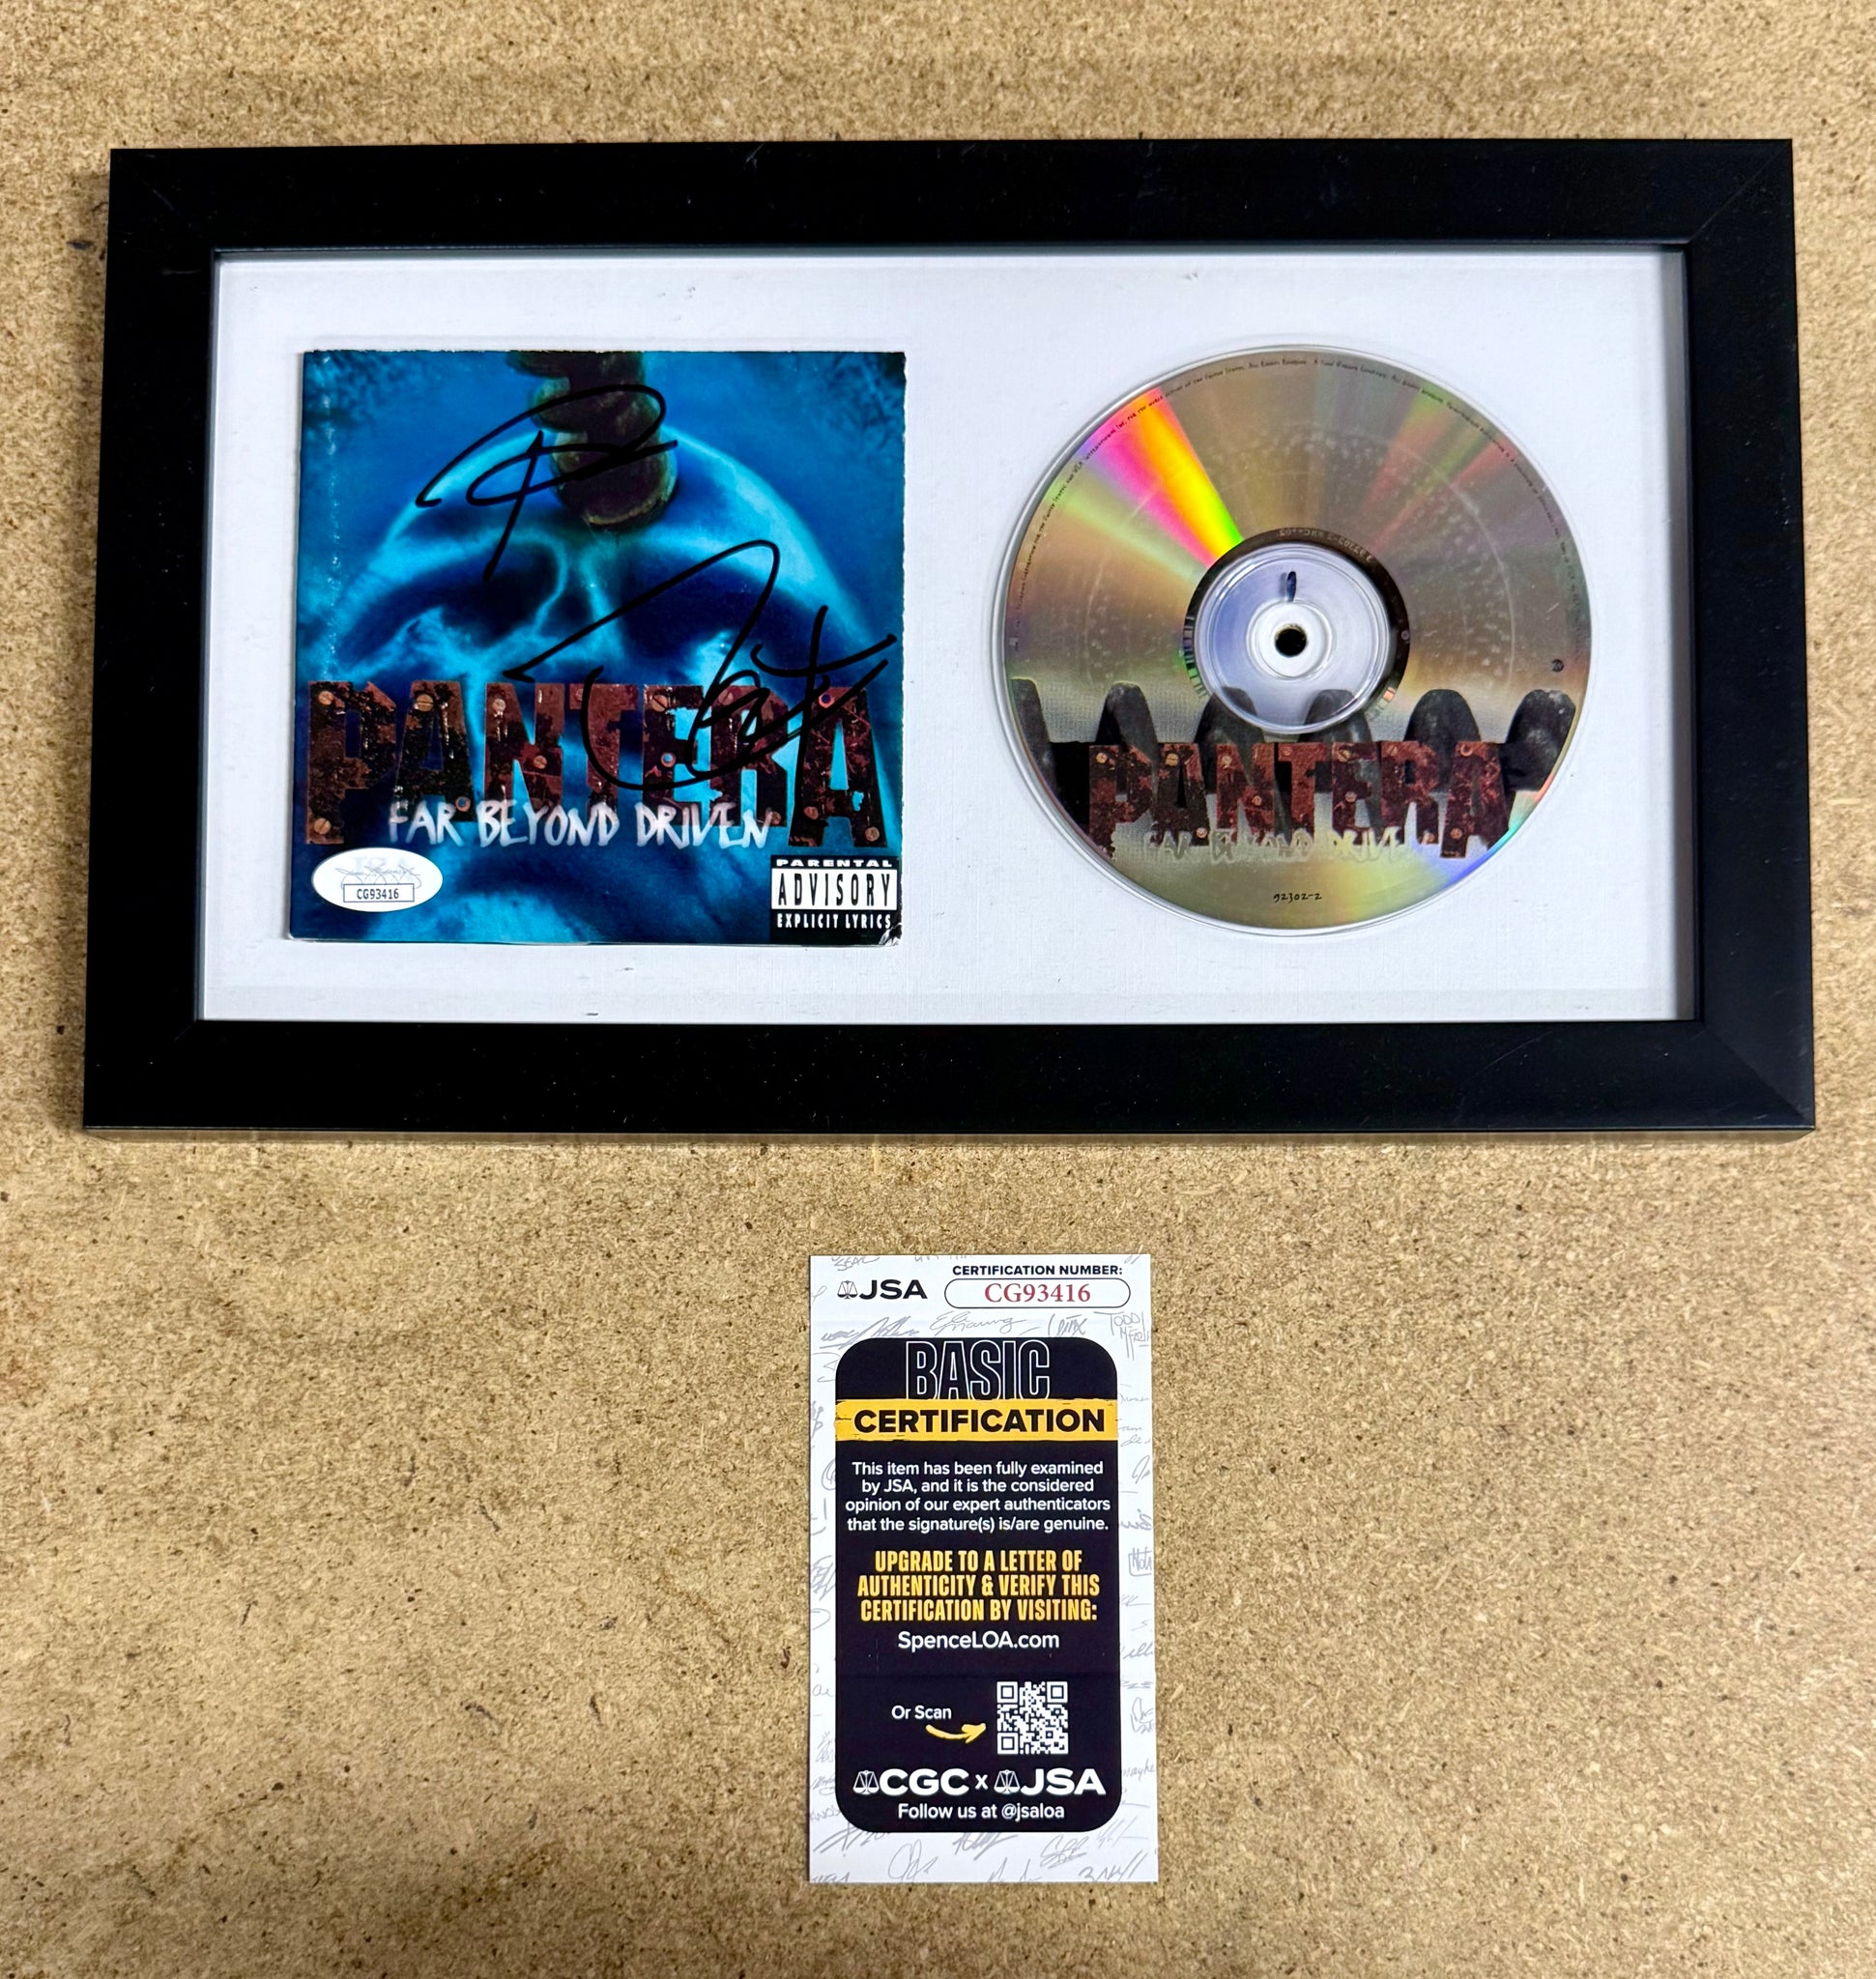 PANTERA
FAR BEYOND DRIVEN
CG93416
PARENTAL
ADVISORY
EXPLICIT LYRICS
PANTERA
FAR BEYOND DRIVEN
92302-2
JSA
CERTIFICATION NUMBER:
CG93416
BASIC
CERTIFICATION
This item has been fully examined
by JSA, and it is the considered
opinion of our expert authenticators
that the signature(s) is/are genuine.
UPGRADE TO A LETTER OF
AUTHENTICITY & VERIFY THIS
CERTIFICATION BY VISITING:
SpenceLOA.com
Or Scan
CGC x JSA
Follow us at @jsaloa